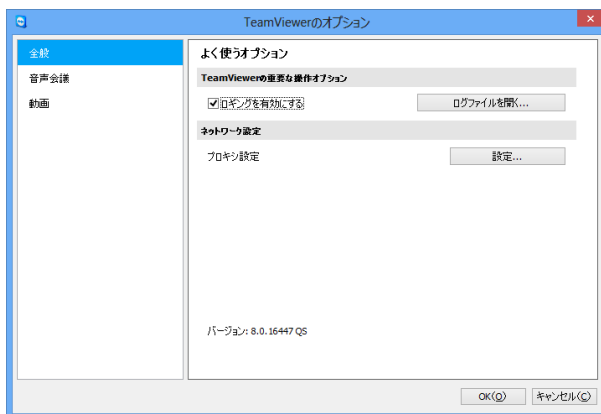 TeamViewerのオプション
全般
音声会議
動画
よく使うオプション
TeamViewerの重要な操作オプション
ロギングを有効にする
ログファイルを開く...
ネットワーク設定
プロキシ設定
設定...
バージョン: 8.0.16447 QS
OK(O)
キャンセル(C)